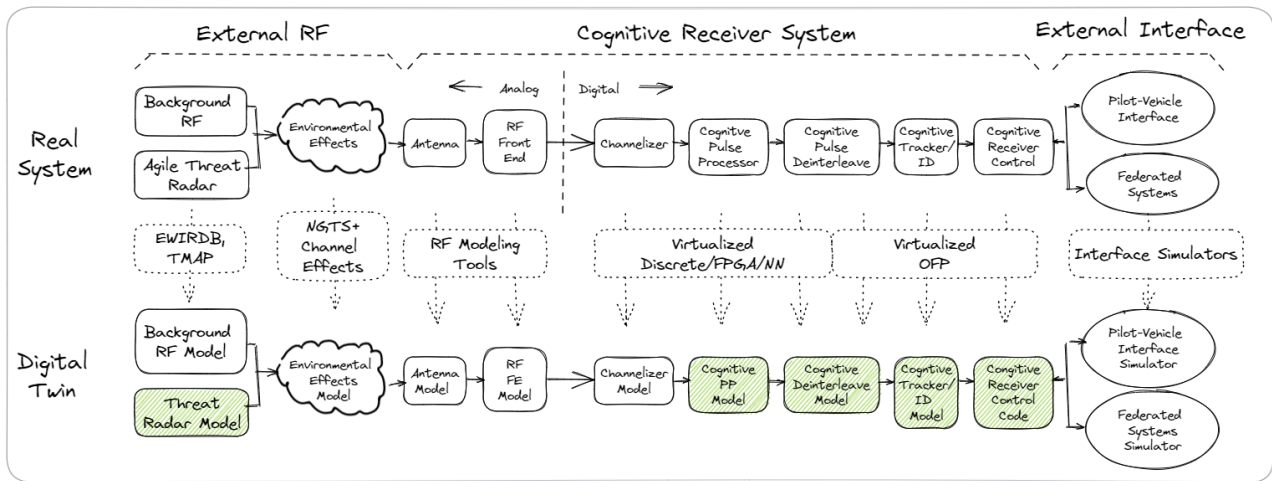 External RF
Cognitive Receiver System
External Interface
Analog
Digital
Real
System
Background
RF
Agile Threat
Radar
Environmental
Effects
Antenna
RF
Front
End
Channelizer
Cognitive
Pulse
Processor
Cognitive
Pulse
Deinterleave
Cognitive
Tracker/
ID
Cognitive
Receiver
Control
Pilot-Vehicle
Interface
Federated
Systems
EWIRDB,
TMAP
NGTS+
Channel
Effects
RF Modeling
Tools
Virtualized
Discrete/FPGA/NN
Virtualized
OFP
Interface Simulators
Digital
Twin
Background
RF Model
Threat
Radar Model
Environmental
Effects
Model
Antenna
Model
RF
FE
Model
Channelizer
Model
Cognitive
PP
Model
Cognitive
Deinterleave
Model
Cognitive
Tracker/
ID
Model
Cognitive
Receiver
Control
Code
Pilot-Vehicle
Interface
Simulator
Federated
Systems
Simulator